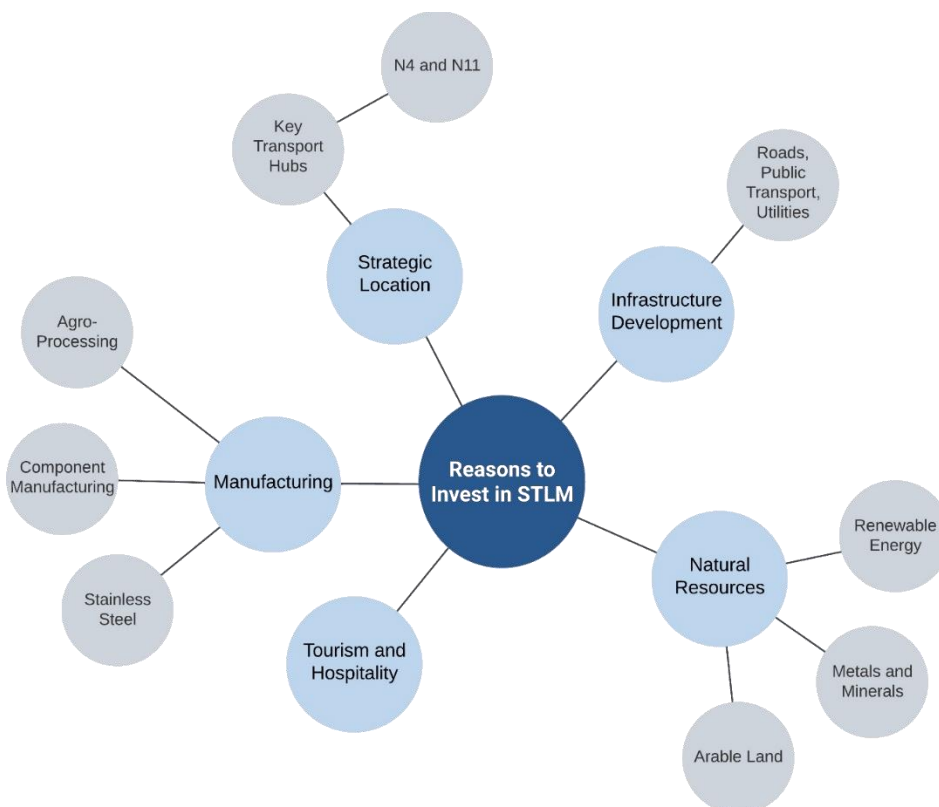 N4 and N11
Key
Transport
Hubs
Roads,
Public
Transport,
Utilities
Strategic
Location
Infrastructure
Development
Agro-
Processing
Component
Manufacturing
Manufacturing
Stainless
Steel
Reasons to
Invest in STLM
Tourism and
Hospitality
Natural
Resources
Renewable
Energy
Metals and
Minerals
Arable Land